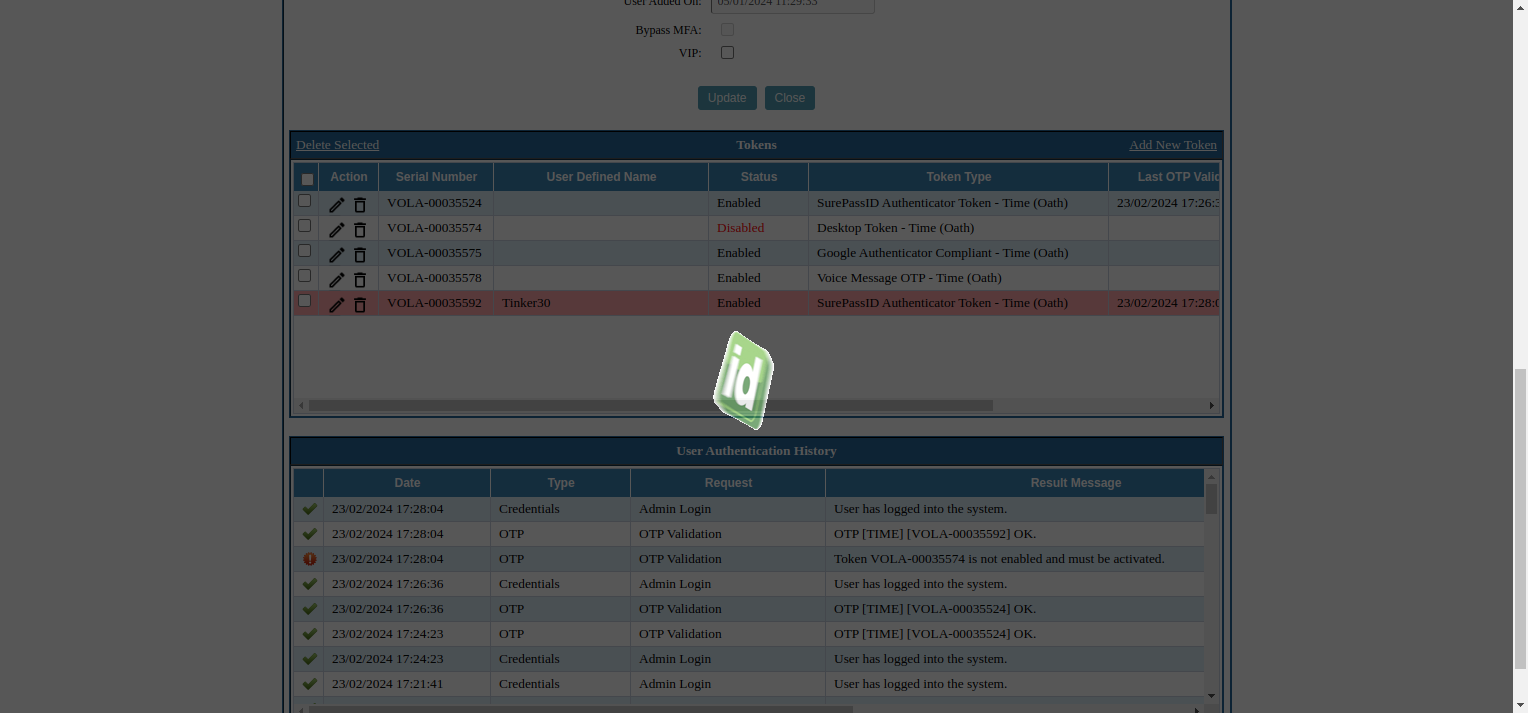 User Added On: 05/01/2024 11:29:33
Bypass MFA:
VIP:
Update Close
Delete Selected Tokens Add New Token
Action Serial Number User Defined Name Status Token Type Last OTP Valid
VOLA-00035524 Enabled SurePassID Authenticator Token - Time (Oath) 23/02/2024 17:26:3
VOLA-00035574 Disabled Desktop Token - Time (Oath)
VOLA-00035575 Enabled Google Authenticator Compliant - Time (Oath)
VOLA-00035578 Enabled Voice Message OTP - Time (Oath)
VOLA-00035592 Tinker30 Enabled SurePassID Authenticator Token - Time (Oath) 23/02/2024 17:28:0
id
User Authentication History
Date Type Request Result Message
23/02/2024 17:28:04 Credentials Admin Login User has logged into the system.
23/02/2024 17:28:04 OTP OTP Validation OTP [TIME] [VOLA-00035592] OK.
23/02/2024 17:28:04 OTP OTP Validation Token VOLA-00035574 is not enabled and must be activated.
23/02/2024 17:26:36 Credentials Admin Login User has logged into the system.
23/02/2024 17:26:36 OTP OTP Validation OTP [TIME] [VOLA-00035524] OK.
23/02/2024 17:24:23 OTP OTP Validation OTP [TIME] [VOLA-00035524] OK.
23/02/2024 17:24:23 Credentials Admin Login User has logged into the system.
23/02/2024 17:21:41 Credentials Admin Login User has logged into the system.